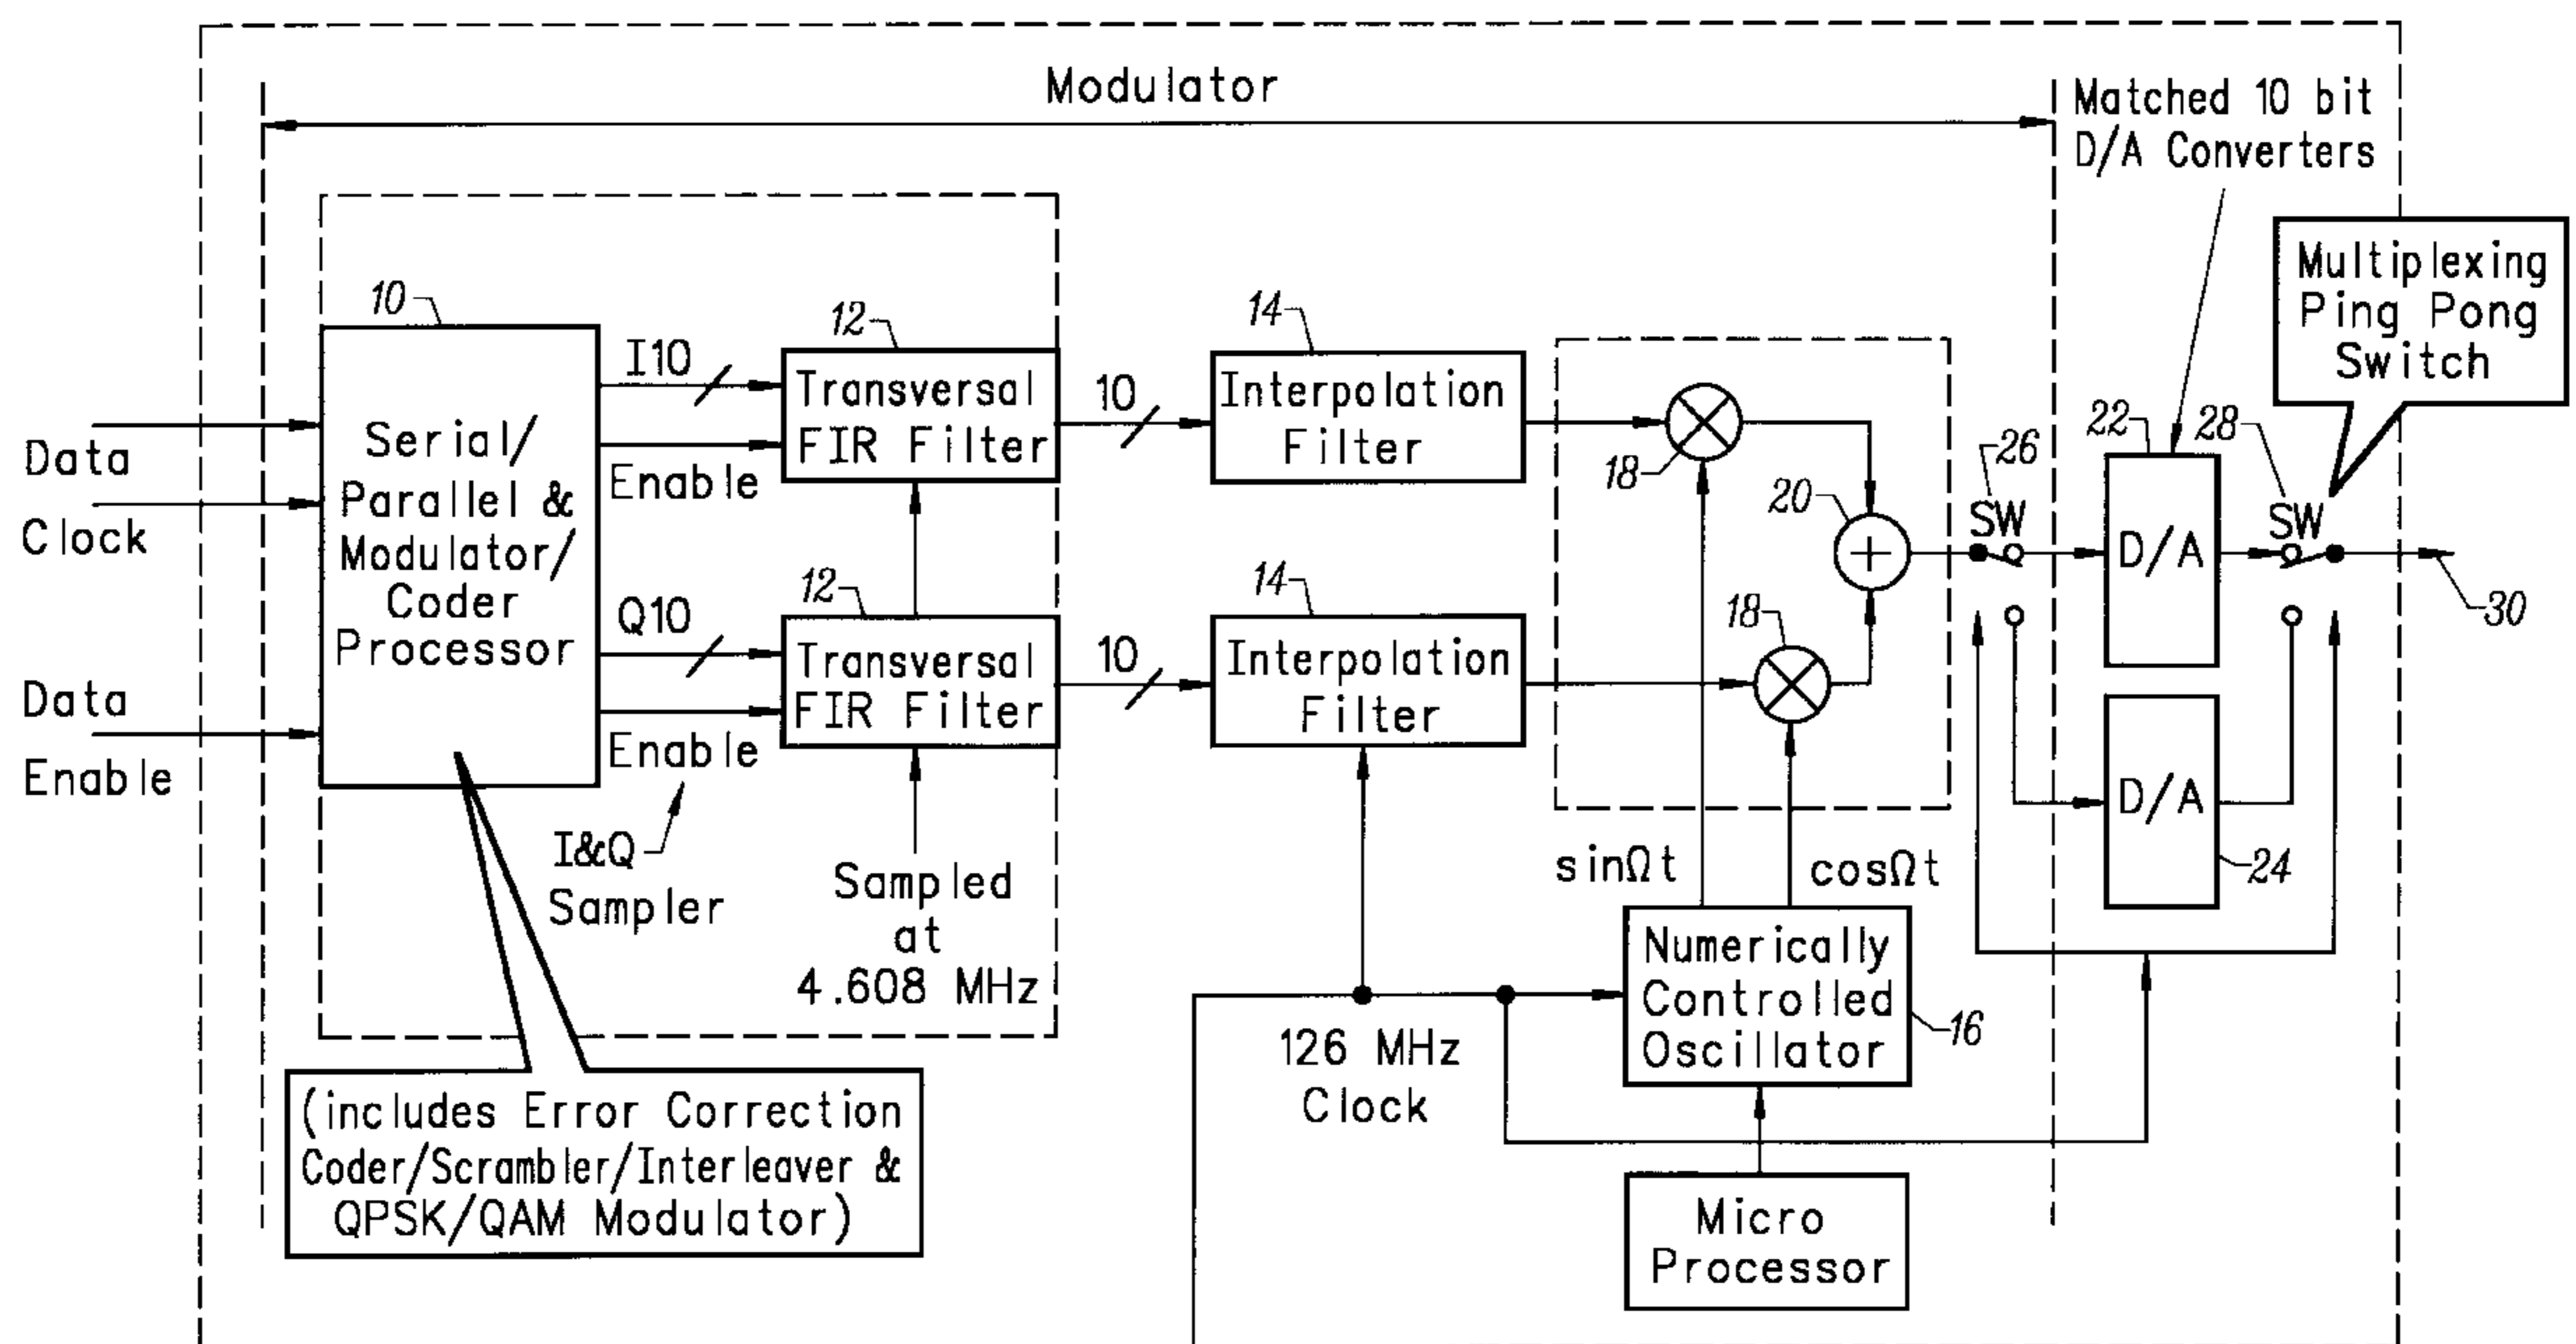 Modulator
Matched 10 bit
D/A Converters
Multiplexing
Ping Pong
Switch
10
12
14
I10
Enable
Transversal
FIR Filter
10
Interpolation
Filter
18
20
26
SW
22
D/A
28
SW
30
Data
Clock
Data
Enable
Serial/
Parallel &
Modulator/
Coder
Processor
Q10
Enable
12
Transversal
FIR Filter
10
14
Interpolation
Filter
18
D/A
24
I&Q
Sampler
Sampled
at
4.608 MHz
sinΩt
cosΩt
Numerically
Controlled
Oscillator
16
126 MHz
Clock
(includes Error Correction
Coder/Scrambler/Interleaver &
QPSK/QAM Modulator)
Micro
Processor